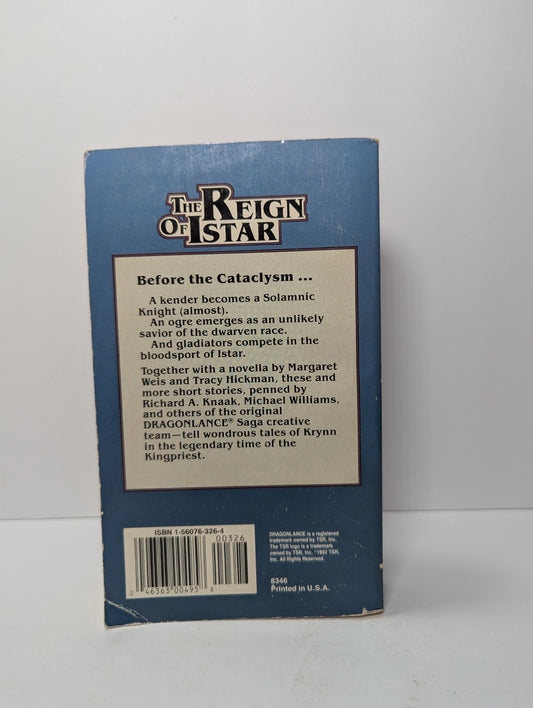 THE REIGN
OF ISTAR
Before the Cataclysm ...
A kender becomes a Solamnic
Knight (almost).
An ogre emerges as an unlikely
savior of the dwarven race.
And gladiators compete in the
bloodsport of Istar.
Together with a novella by Margaret
Weis and Tracy Hickman, these and
more short stories, penned by
Richard A. Knaak, Michael Williams,
and others of the original
DRAGONLANCE® Saga creative
team—tell wondrous tales of Krynn
in the legendary time of the
Kingpriest.
ISBN 1-56076-326-4
00326
0 46363 00495 8
DRAGONLANCE is a registered
trademark owned by TSR, Inc.
The TSR logo is a trademark
owned by TSR, Inc. ©1992 TSR,
Inc. All Rights Reserved.
8346
Printed in U.S.A.